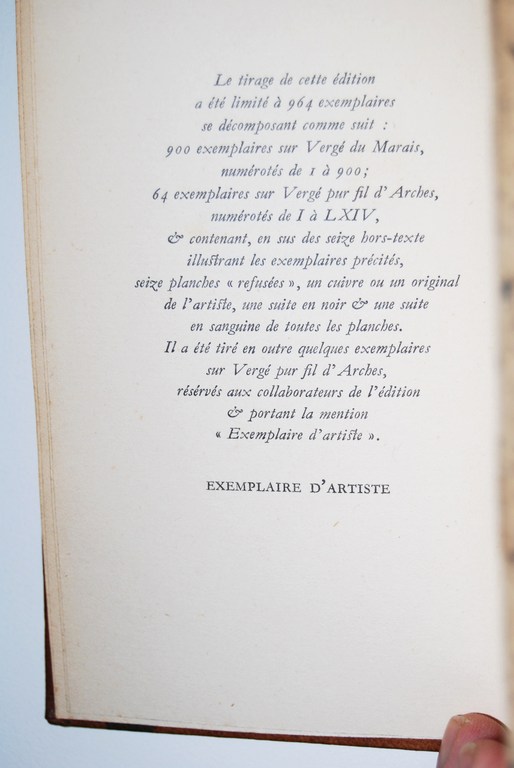 Le tirage de cette édition
a été limité à 964 exemplaires
se décomposant comme suit :
900 exemplaires sur Vergé du Marais,
numérotés de 1 à 900;
64 exemplaires sur Vergé pur fil d'Arches,
numérotés de I à LXIV,
& contenant, en sus des seize hors-texte
illustrant les exemplaires précités,
seize planches « refusées », un cuivre ou un original
de l'artiste, une suite en noir & une suite
en sanguine de toutes les planches.
Il a été tiré en outre quelques exemplaires
sur Vergé pur fil d'Arches,
résérvés aux collaborateurs de l'édition
& portant la mention
« Exemplaire d'artiste ».
EXEMPLAIRE D'ARTISTE